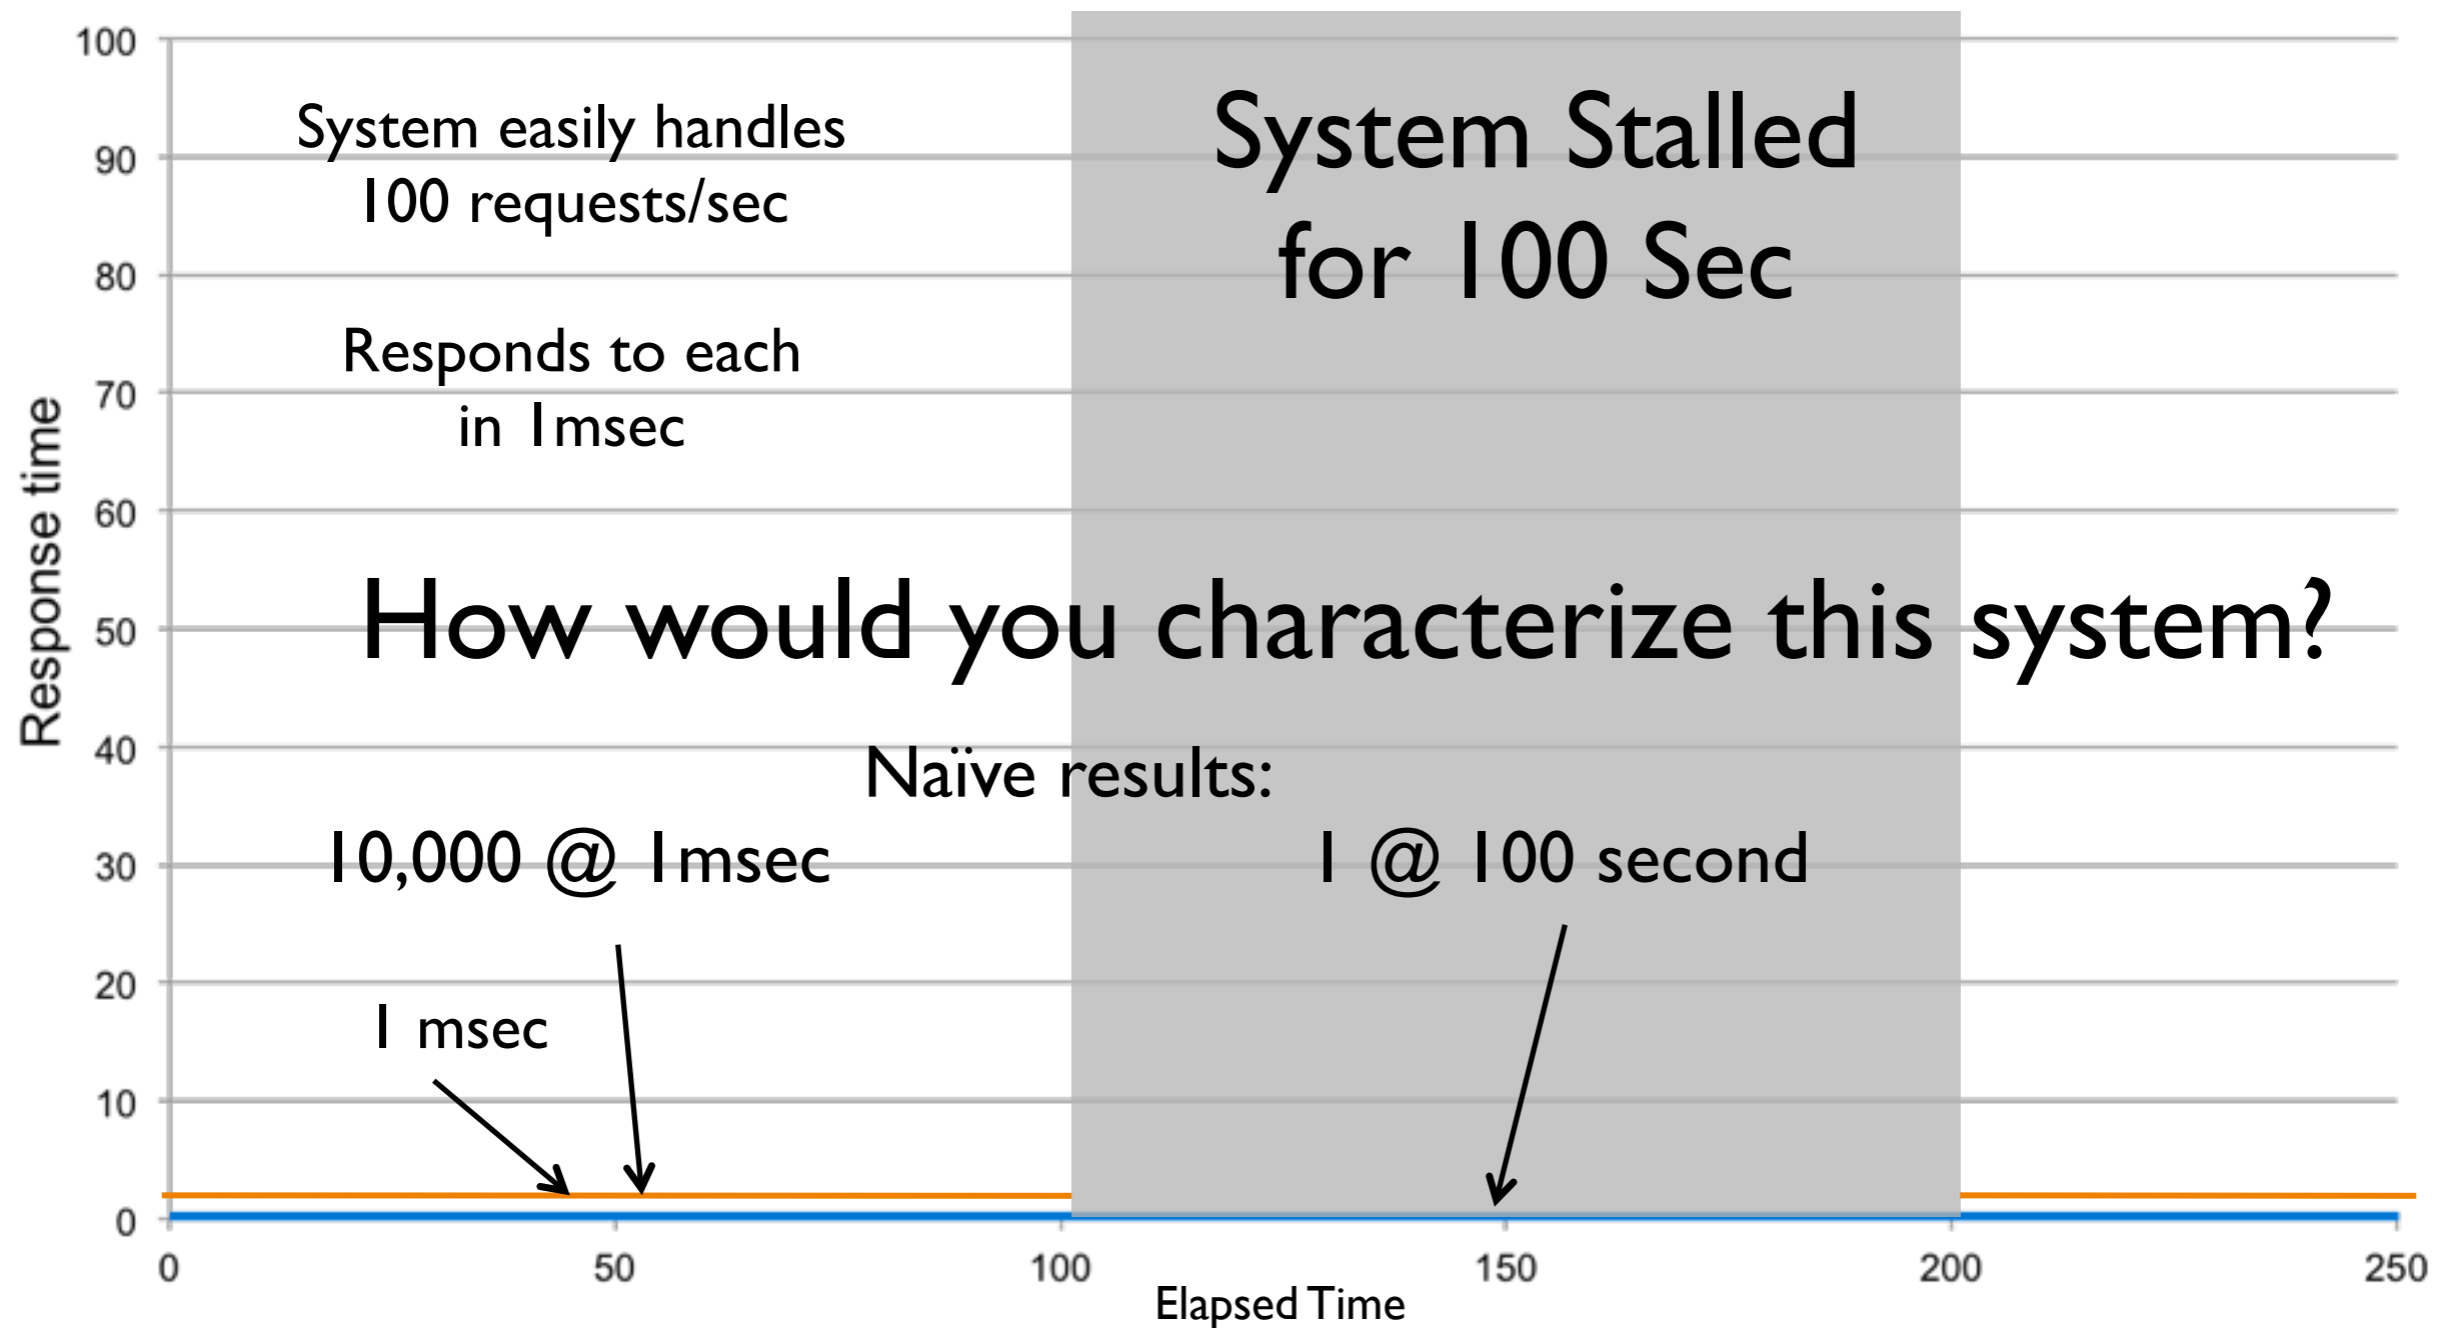 100
System easily handles
90
100 requests/sec
System Stalled
for 100 Sec
80
Responds to each
in 1msec
70
60
Response time
How would you characterize this system?
50
40
Naïve results:
10,000 @ 1msec
1 @ 100 second
30
20
1 msec
10
0
0 50 100 150 200 250
Elapsed Time